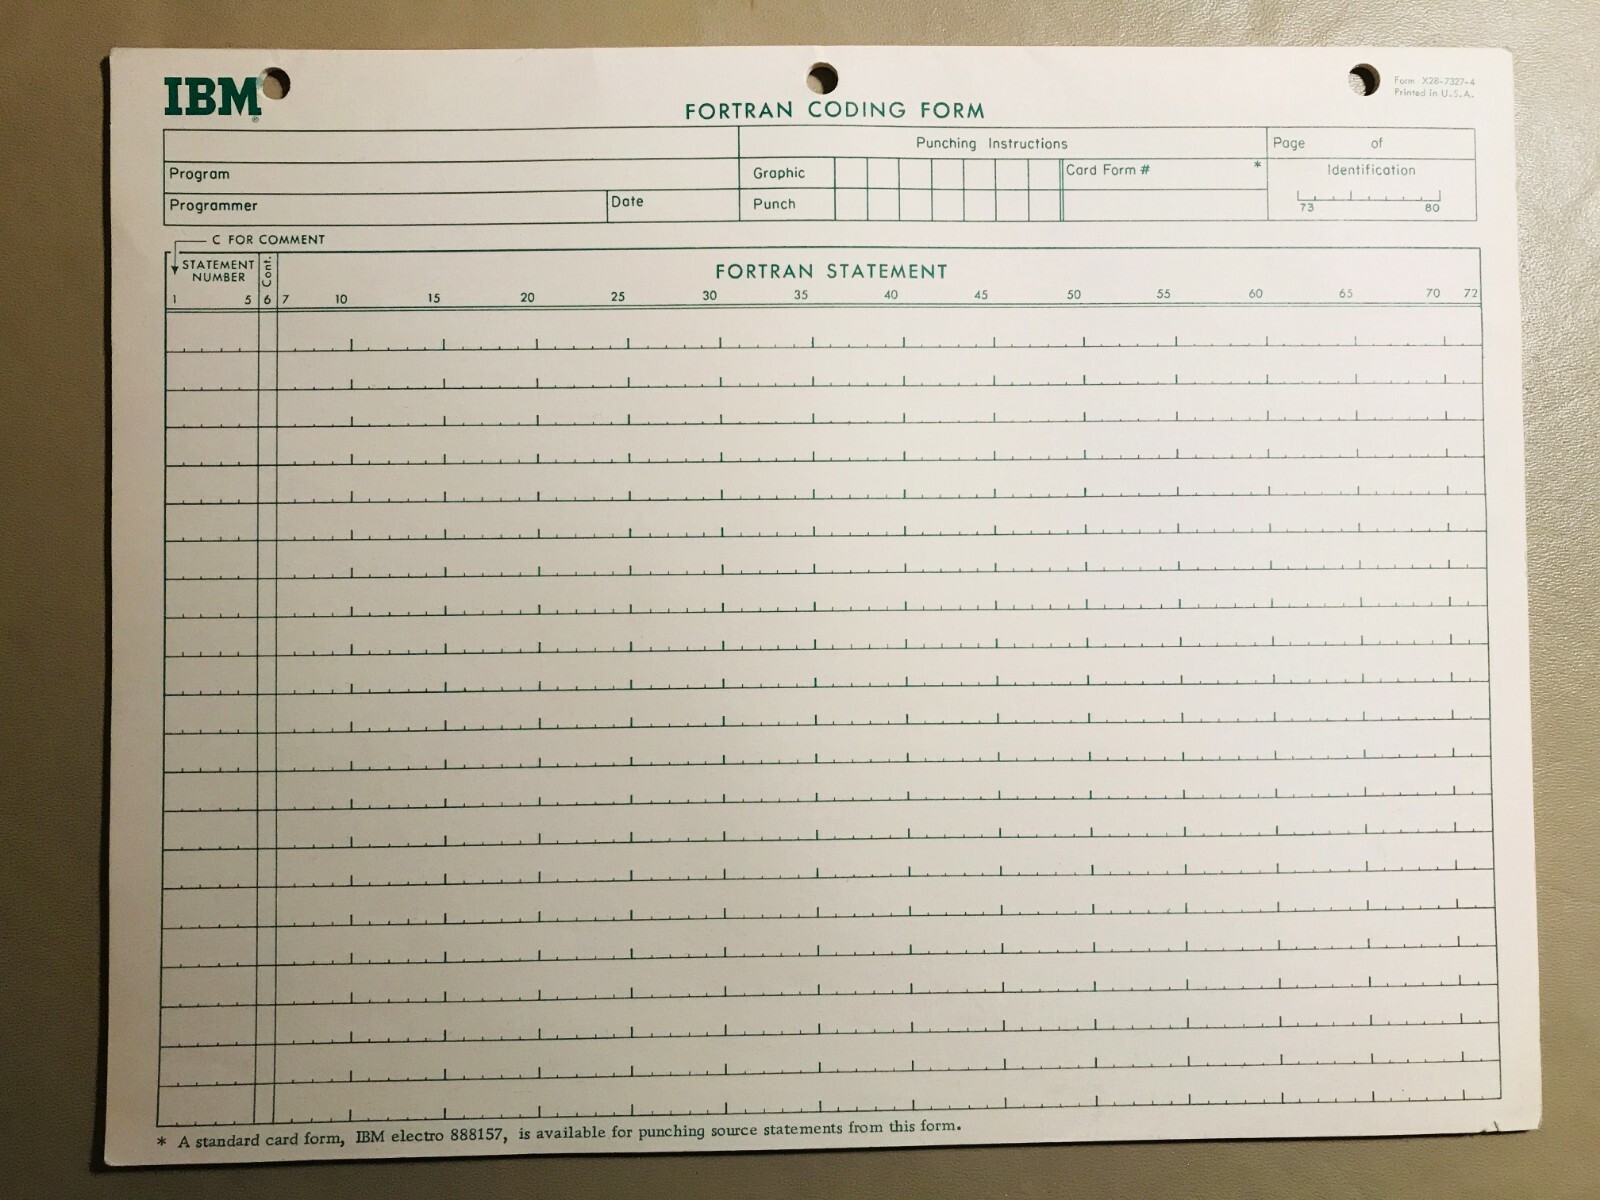 IBM®
Form X28-7327-4
Printed in U.S.A.
FORTRAN CODING FORM
Punching Instructions
Page of
Program
Graphic
Card Form #
*
Identification
Programmer
Date
Punch
73 80
C FOR COMMENT
STATEMENT
NUMBER
Cont.
FORTRAN STATEMENT
1 5 6 7 10 15 20 25 30 35 40 45 50 55 60 65 70 72
* A standard card form, IBM electro 888157, is available for punching source statements from this form.